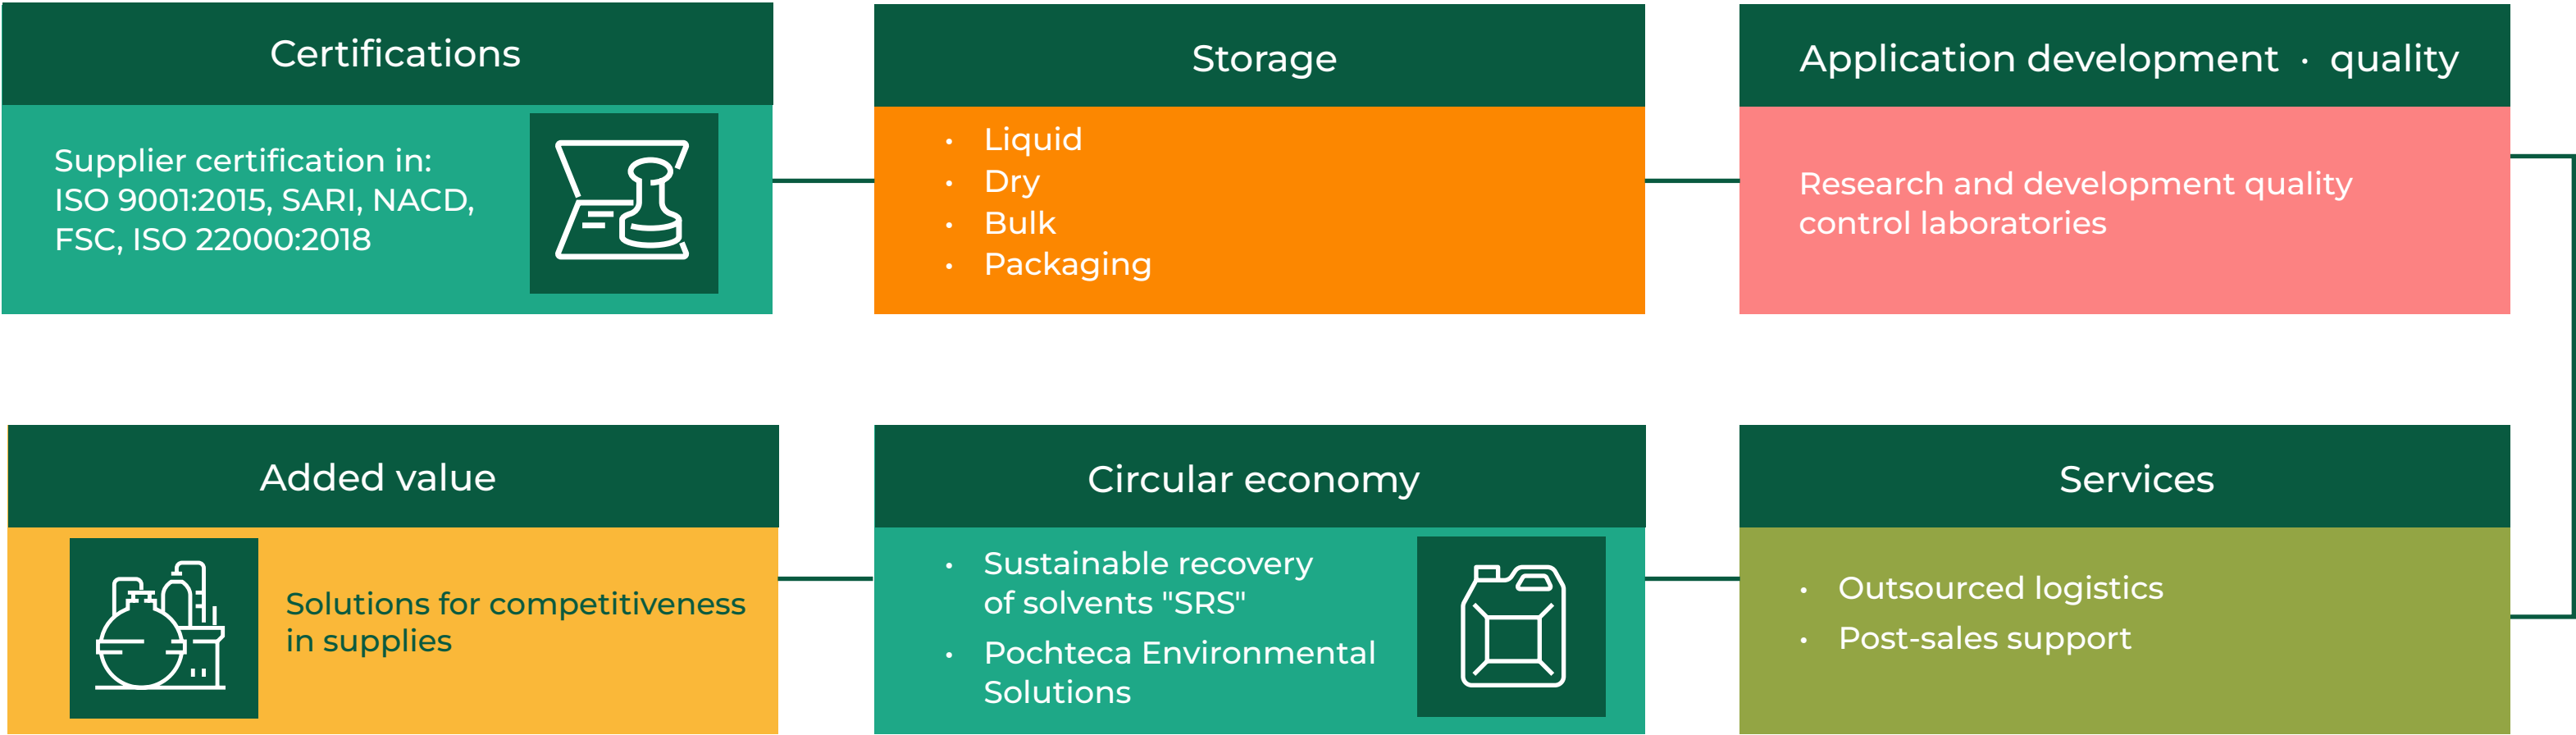 Certifications
Supplier certification in:
ISO 9001:2015, SARI, NACD,
FSC, ISO 22000:2018
Storage
• Liquid
• Dry
• Bulk
• Packaging
Application development · quality
Research and development quality
control laboratories
Added value
Solutions for competitiveness
in supplies
Circular economy
• Sustainable recovery
of solvents "SRS"
• Pochteca Environmental
Solutions
Services
• Outsourced logistics
• Post-sales support